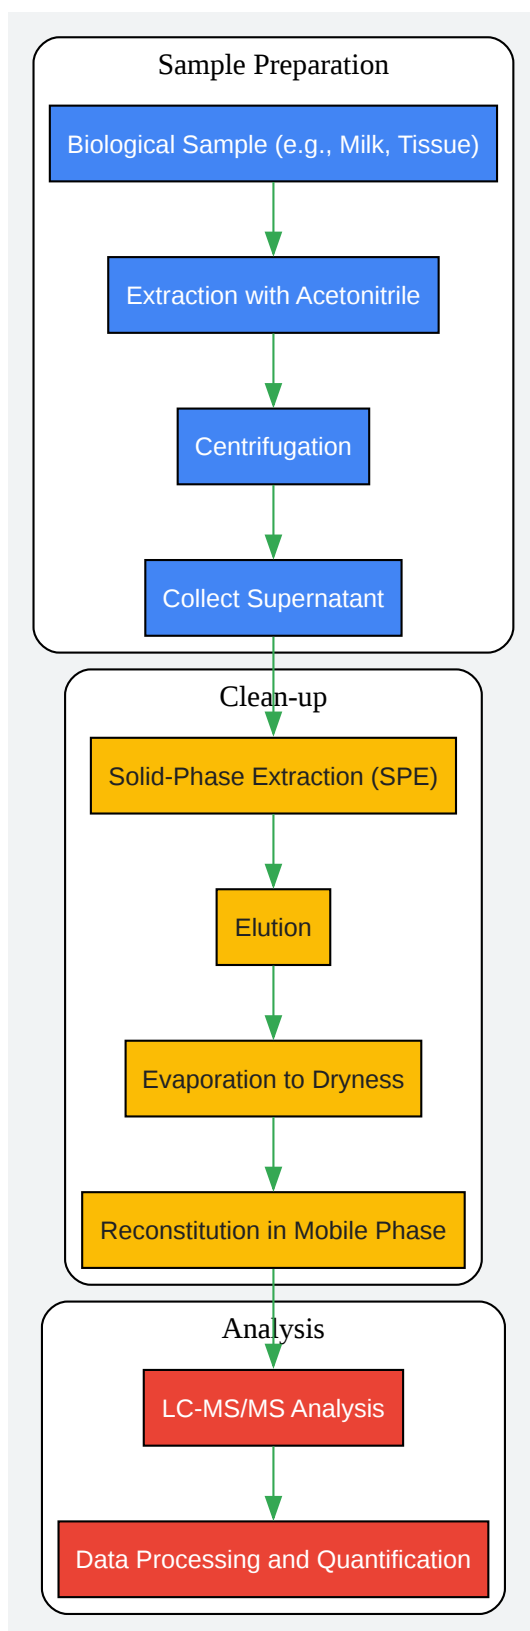 Sample Preparation
Biological Sample (e.g., Milk, Tissue)
Extraction with Acetonitrile
Centrifugation
Collect Supernatant
Clean-up
Solid-Phase Extraction (SPE)
Elution
Evaporation to Dryness
Reconstitution in Mobile Phase
Analysis
LC-MS/MS Analysis
Data Processing and Quantification